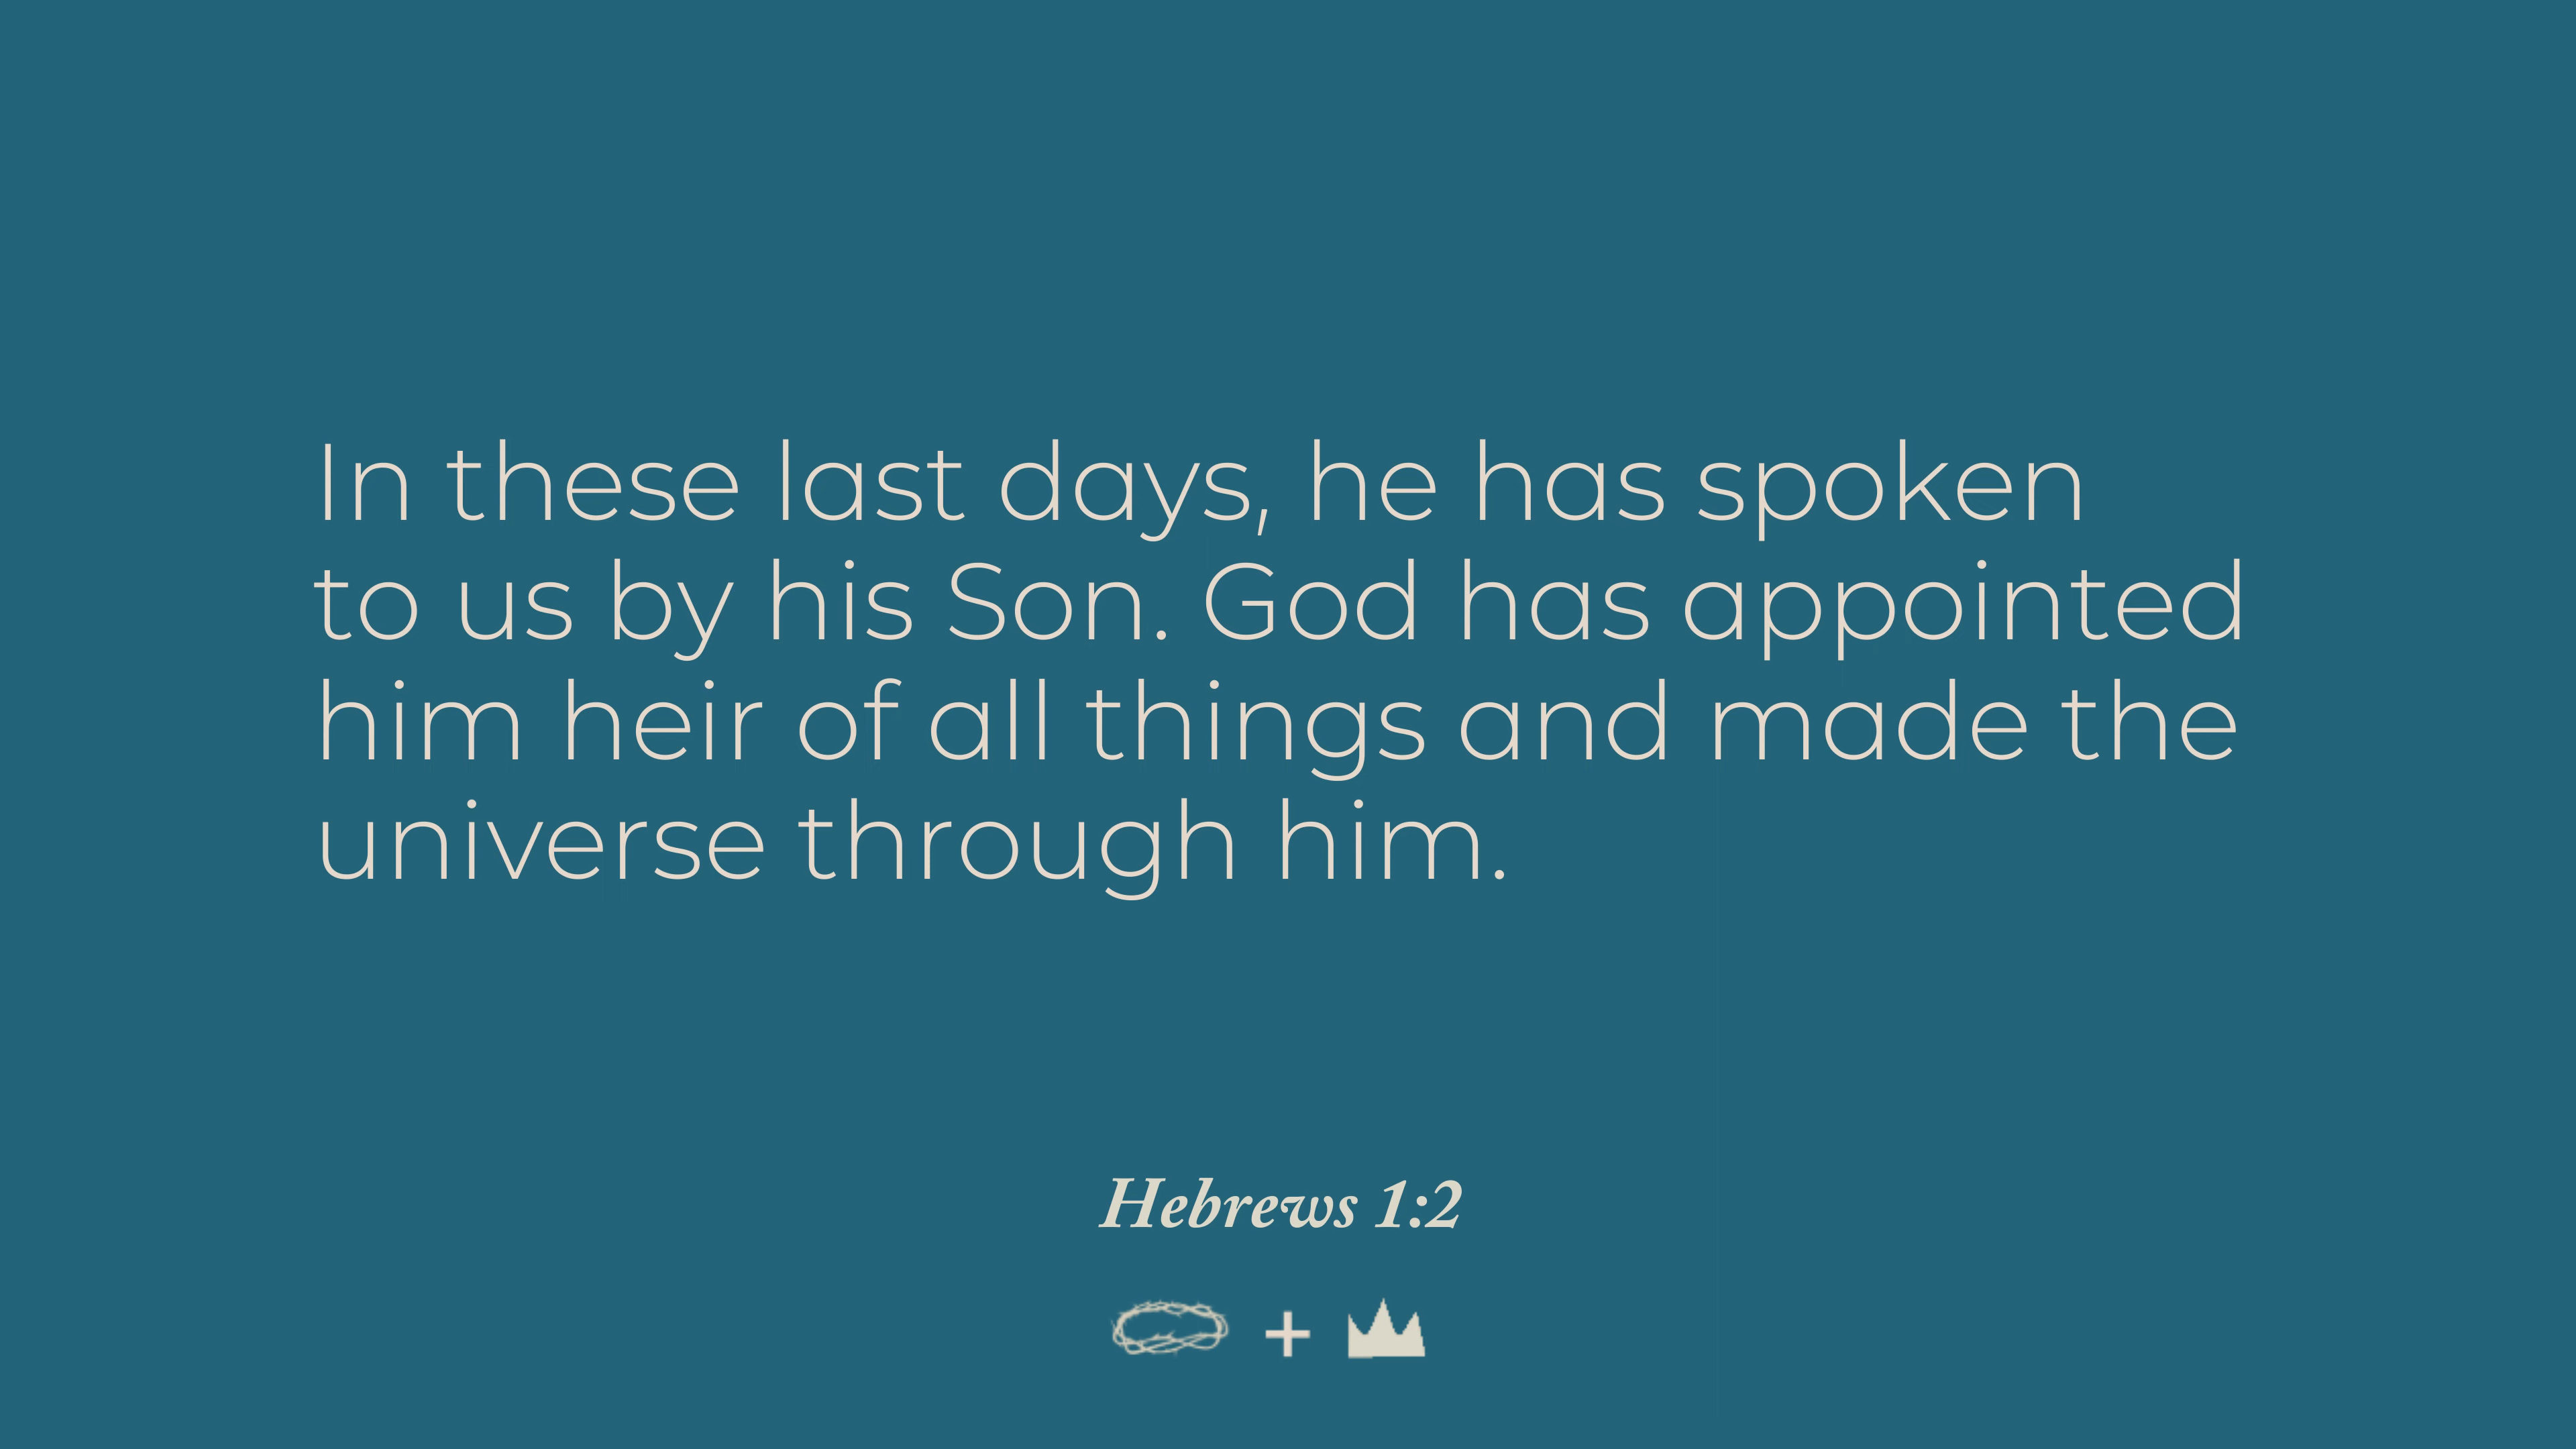 In these last days, he has spoken
to us by his Son. God has appointed
him heir of all things and made the
universe through him.
Hebrews 1:2
+